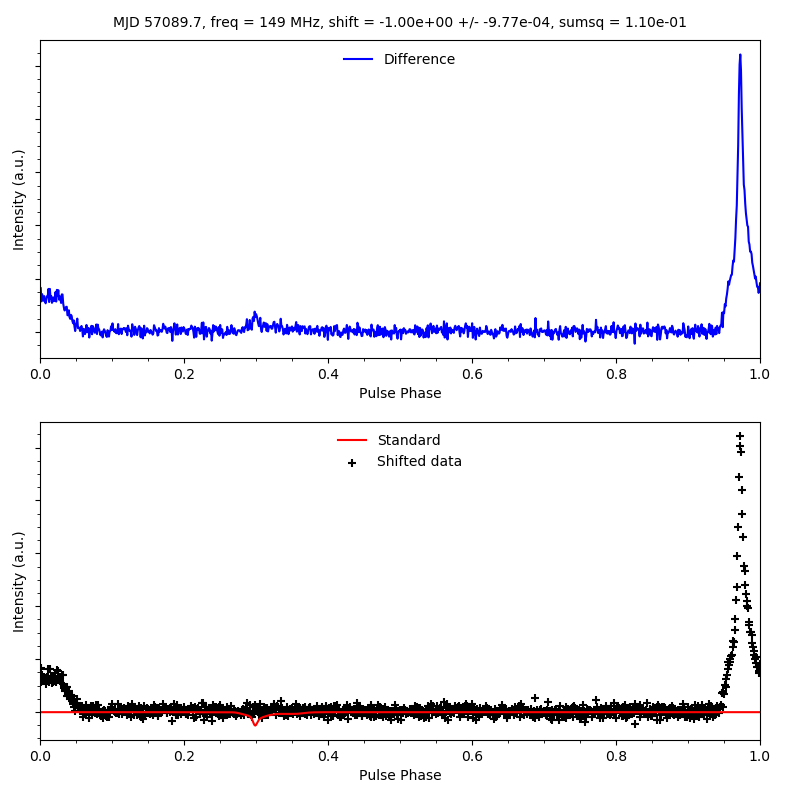 MJD 57089.7, freq = 149 MHz, shift = -1.00e+00 +/- -9.77e-04, sumsq = 1.10e-01
Difference
Intensity (a.u.)
0.0 0.2 0.4 0.6 0.8 1.0
Pulse Phase
Standard
Shifted data
Intensity (a.u.)
0.0 0.2 0.4 0.6 0.8 1.0
Pulse Phase